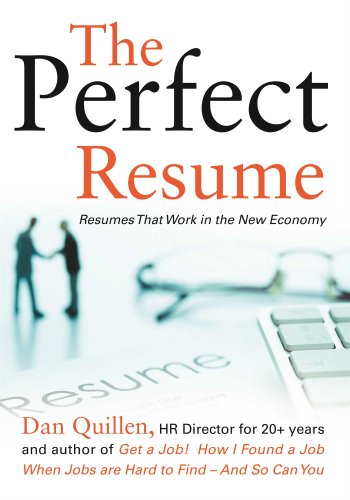 The
Perfect
Resume
Resumes That Work in the New Economy
Resume
Dan Quillen, HR Director for 20+ years
and author of Get a Job! How I Found a Job
When Jobs are Hard to Find – And So Can You